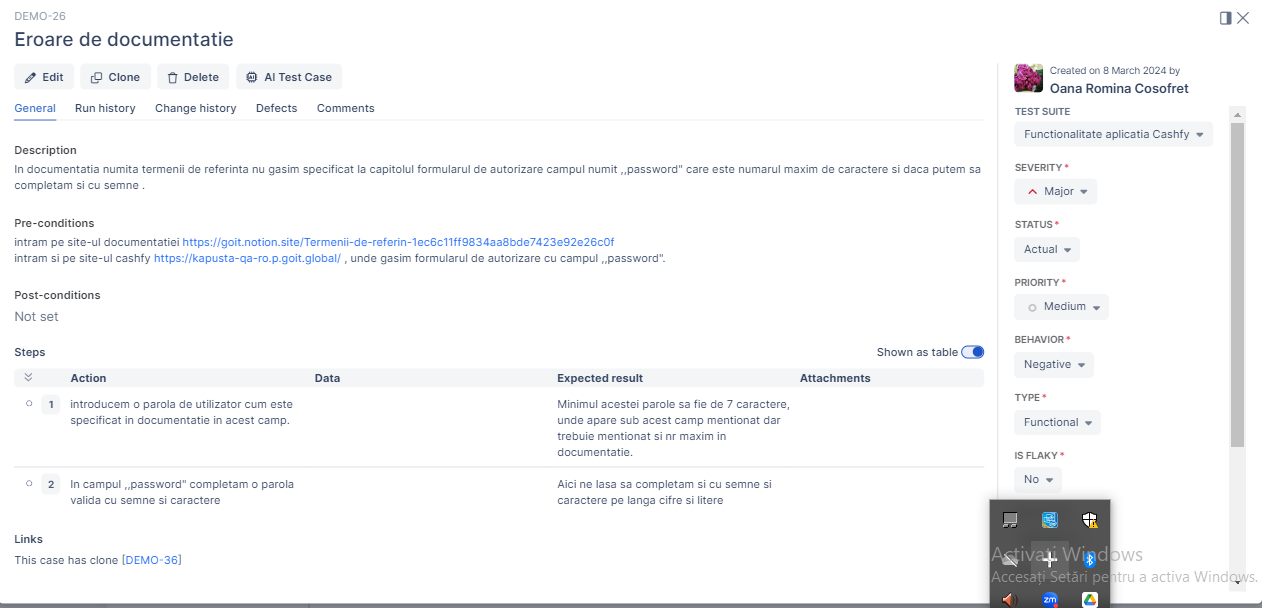 DEMO-26
Eroare de documentatie
Edit
Clone
Delete
AI Test Case
General
Run history
Change history
Defects
Comments
Description
In documentatia numita termenii de referinta nu gasim specificat la capitolul formularul de autorizare campul numit ,,password" care este numarul maxim de caractere si daca putem sa
completam si cu semne .
Pre-conditions
intram pe site-ul documentatiei https://goit.notion.site/Termenii-de-referin-1ec6c11ff9834aa8bde7423e92e26c0f
intram si pe site-ul cashfy https://kapusta-qa-ro.p.goit.global/ , unde gasim formularul de autorizare cu campul ,,password".
Post-conditions
Not set
Steps
Shown as table
Action
Data
Expected result
Attachments
1
introducem o parola de utilizator cum este
specificat in documentatie in acest camp.
Minimul acestei parole sa fie de 7 caractere,
unde apare sub acest camp mentionat dar
trebuie mentionat si nr maxim in
documentatie.
2
In campul ,,password" completam o parola
valida cu semne si caractere
Aici ne lasa sa completam si cu semne si
caractere pe langa cifre si litere
Links
This case has clone [DEMO-36]
Created on 8 March 2024 by
Oana Romina Cosofret
TEST SUITE
Functionalitate aplicatia Cashfy
SEVERITY*
Major
STATUS*
Actual
PRIORITY*
Medium
BEHAVIOR*
Negative
TYPE*
Functional
IS FLAKY*
No
Activați Windows
Accesați Setări pentru a activa Windows.
zm